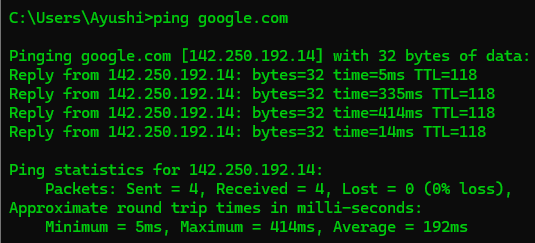 C:\Users\Ayushi>ping google.com
Pinging google.com [142.250.192.14] with 32 bytes of data:
Reply from 142.250.192.14: bytes=32 time=5ms TTL=118
Reply from 142.250.192.14: bytes=32 time=335ms TTL=118
Reply from 142.250.192.14: bytes=32 time=414ms TTL=118
Reply from 142.250.192.14: bytes=32 time=14ms TTL=118
Ping statistics for 142.250.192.14:
    Packets: Sent = 4, Received = 4, Lost = 0 (0% loss),
Approximate round trip times in milli-seconds:
    Minimum = 5ms, Maximum = 414ms, Average = 192ms